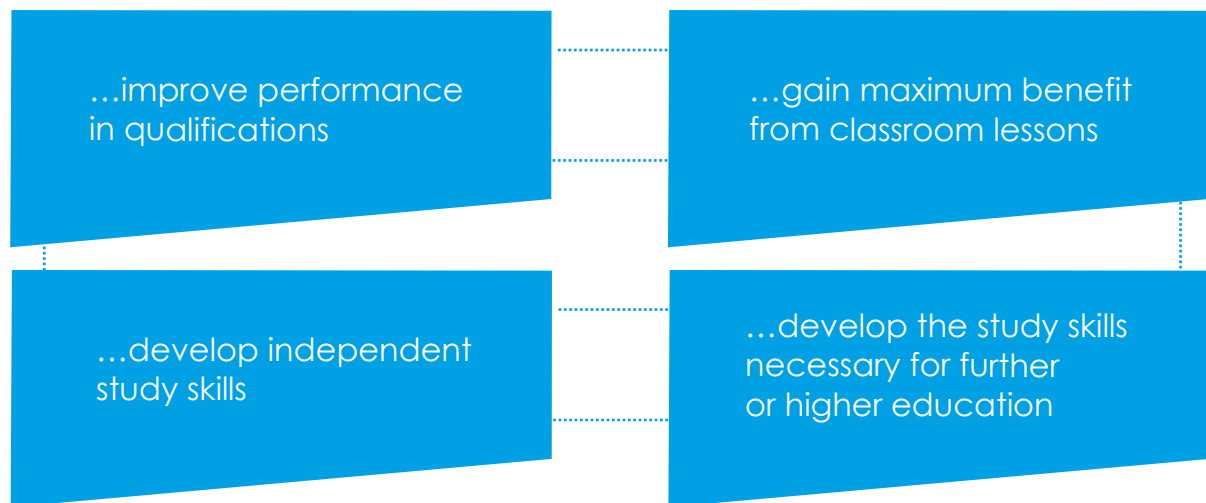 …improve performance
in qualifications
…gain maximum benefit
from classroom lessons
…develop independent
study skills
…develop the study skills
necessary for further
or higher education